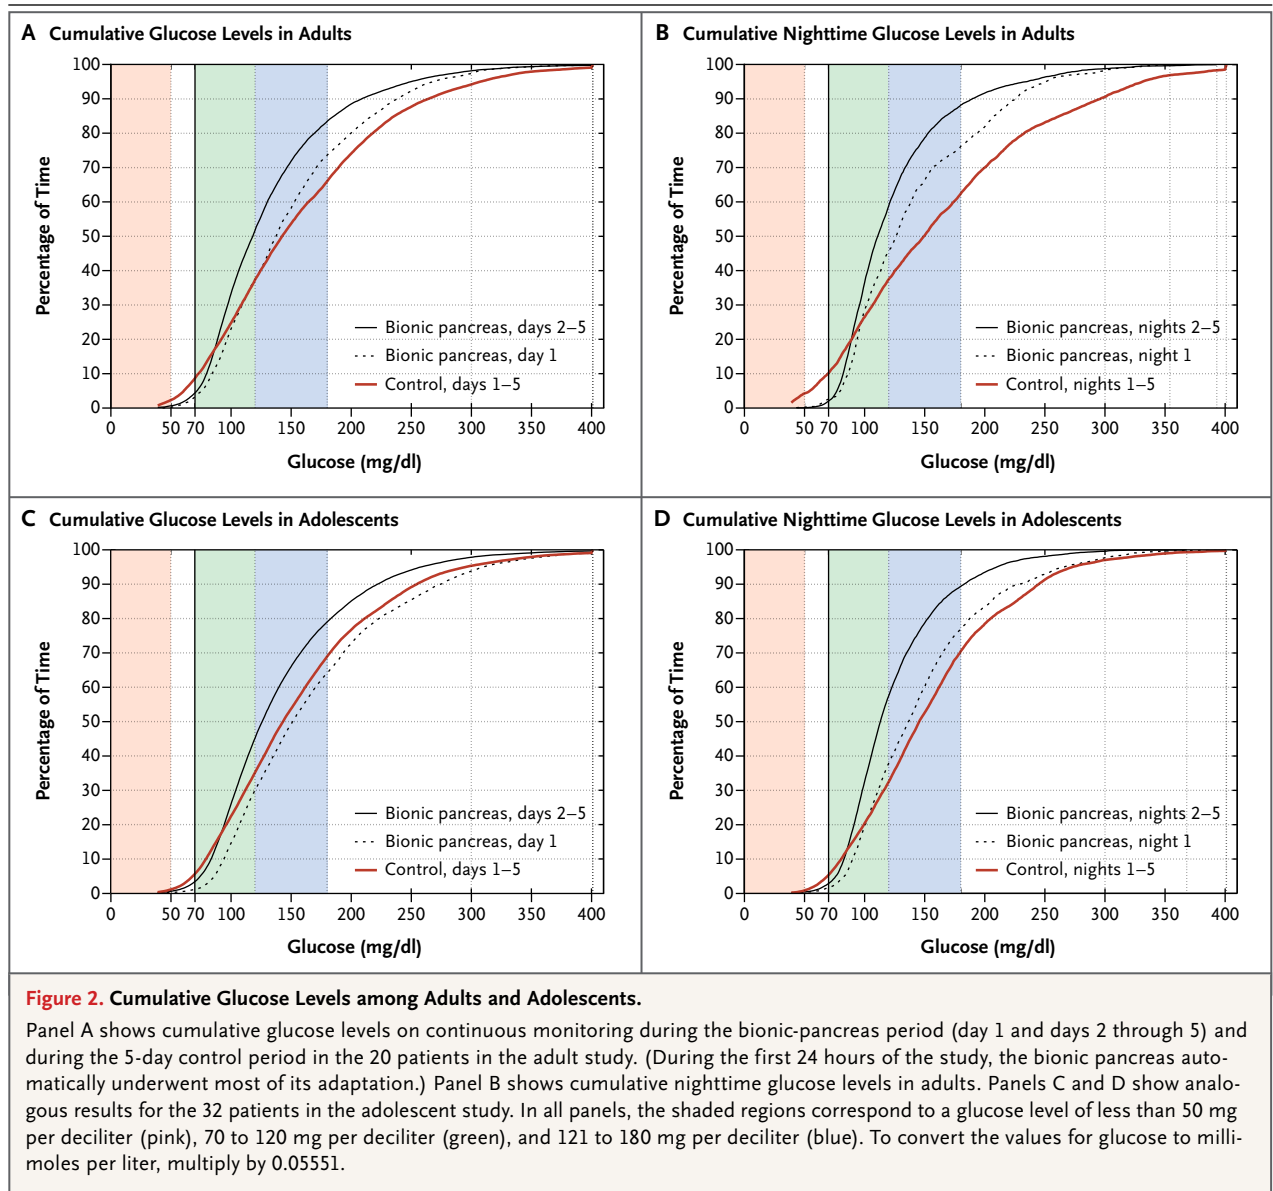 A Cumulative Glucose Levels in Adults
Percentage of Time
100
90
80
70
60
50
40
30
20
10
0
Bionic pancreas, days 2–5
Bionic pancreas, day 1
Control, days 1–5
0 50 70 100 150 200 250 300 350 400
Glucose (mg/dl)
B Cumulative Nighttime Glucose Levels in Adults
Percentage of Time
100
90
80
70
60
50
40
30
20
10
0
Bionic pancreas, nights 2–5
Bionic pancreas, night 1
Control, nights 1–5
0 50 70 100 150 200 250 300 350 400
Glucose (mg/dl)
C Cumulative Glucose Levels in Adolescents
Percentage of Time
100
90
80
70
60
50
40
30
20
10
0
Bionic pancreas, days 2–5
Bionic pancreas, day 1
Control, days 1–5
0 50 70 100 150 200 250 300 350 400
Glucose (mg/dl)
D Cumulative Nighttime Glucose Levels in Adolescents
Percentage of Time
100
90
80
70
60
50
40
30
20
10
0
Bionic pancreas, nights 2–5
Bionic pancreas, night 1
Control, nights 1–5
0 50 70 100 150 200 250 300 350 400
Glucose (mg/dl)
Figure 2. Cumulative Glucose Levels among Adults and Adolescents.
Panel A shows cumulative glucose levels on continuous monitoring during the bionic-pancreas period (day 1 and days 2 through 5) and
during the 5-day control period in the 20 patients in the adult study. (During the first 24 hours of the study, the bionic pancreas auto-
matically underwent most of its adaptation.) Panel B shows cumulative nighttime glucose levels in adults. Panels C and D show analo-
gous results for the 32 patients in the adolescent study. In all panels, the shaded regions correspond to a glucose level of less than 50 mg
per deciliter (pink), 70 to 120 mg per deciliter (green), and 121 to 180 mg per deciliter (blue). To convert the values for glucose to milli-
moles per liter, multiply by 0.05551.